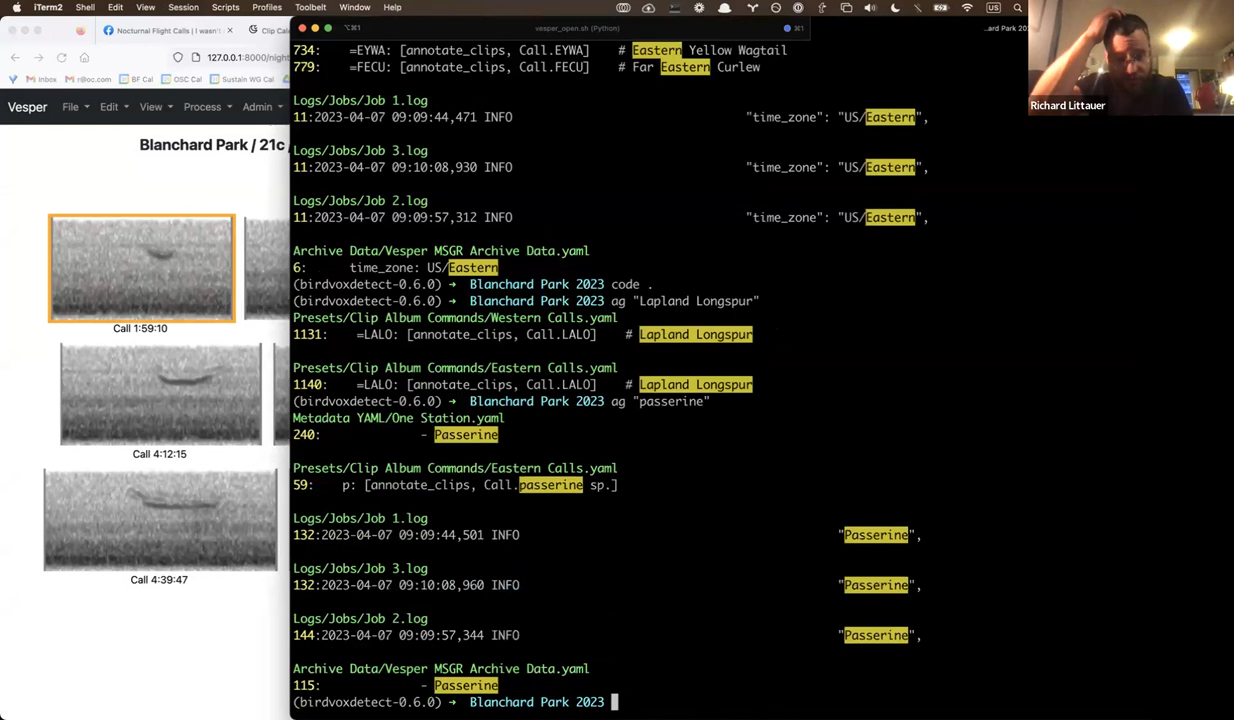 iTerm2 Shell Edit View Session Scripts Profiles Toolbelt Window Help US
Nocturnal Flight Calls | I wasn't
Clip Cale
127.0.0.1:8000/night
Inbox r@oc.com BF Cal OSC Cal Sustain WG Cal
Vesper File Edit View Process Admin
Blanchard Park / 21c /
Call 1:59:10
Call 4:12:15
Call 4:39:47
⌥⌘1 vesper_open.sh (Python) ⌘1 ..ard Park 20
Richard Littauer
734: =EYWA: [annotate_clips, Call.EYWA] # Eastern Yellow Wagtail
779: =FECU: [annotate_clips, Call.FECU] # Far Eastern Curlew
Logs/Jobs/Job 1.log
11:2023-04-07 09:09:44,471 INFO "time_zone": "US/Eastern",
Logs/Jobs/Job 3.log
11:2023-04-07 09:10:08,930 INFO "time_zone": "US/Eastern",
Logs/Jobs/Job 2.log
11:2023-04-07 09:09:57,312 INFO "time_zone": "US/Eastern",
Archive Data/Vesper MSGR Archive Data.yaml
6: time_zone: US/Eastern
(birdvoxdetect-0.6.0) → Blanchard Park 2023 code .
(birdvoxdetect-0.6.0) → Blanchard Park 2023 ag "Lapland Longspur"
Presets/Clip Album Commands/Western Calls.yaml
1131: =LALO: [annotate_clips, Call.LALO] # Lapland Longspur
Presets/Clip Album Commands/Eastern Calls.yaml
1140: =LALO: [annotate_clips, Call.LALO] # Lapland Longspur
(birdvoxdetect-0.6.0) → Blanchard Park 2023 ag "passerine"
Metadata YAML/One Station.yaml
240: - Passerine
Presets/Clip Album Commands/Eastern Calls.yaml
59: p: [annotate_clips, Call.passerine sp.]
Logs/Jobs/Job 1.log
132:2023-04-07 09:09:44,501 INFO "Passerine",
Logs/Jobs/Job 3.log
132:2023-04-07 09:10:08,960 INFO "Passerine",
Logs/Jobs/Job 2.log
144:2023-04-07 09:09:57,344 INFO "Passerine",
Archive Data/Vesper MSGR Archive Data.yaml
115: - Passerine
(birdvoxdetect-0.6.0) → Blanchard Park 2023